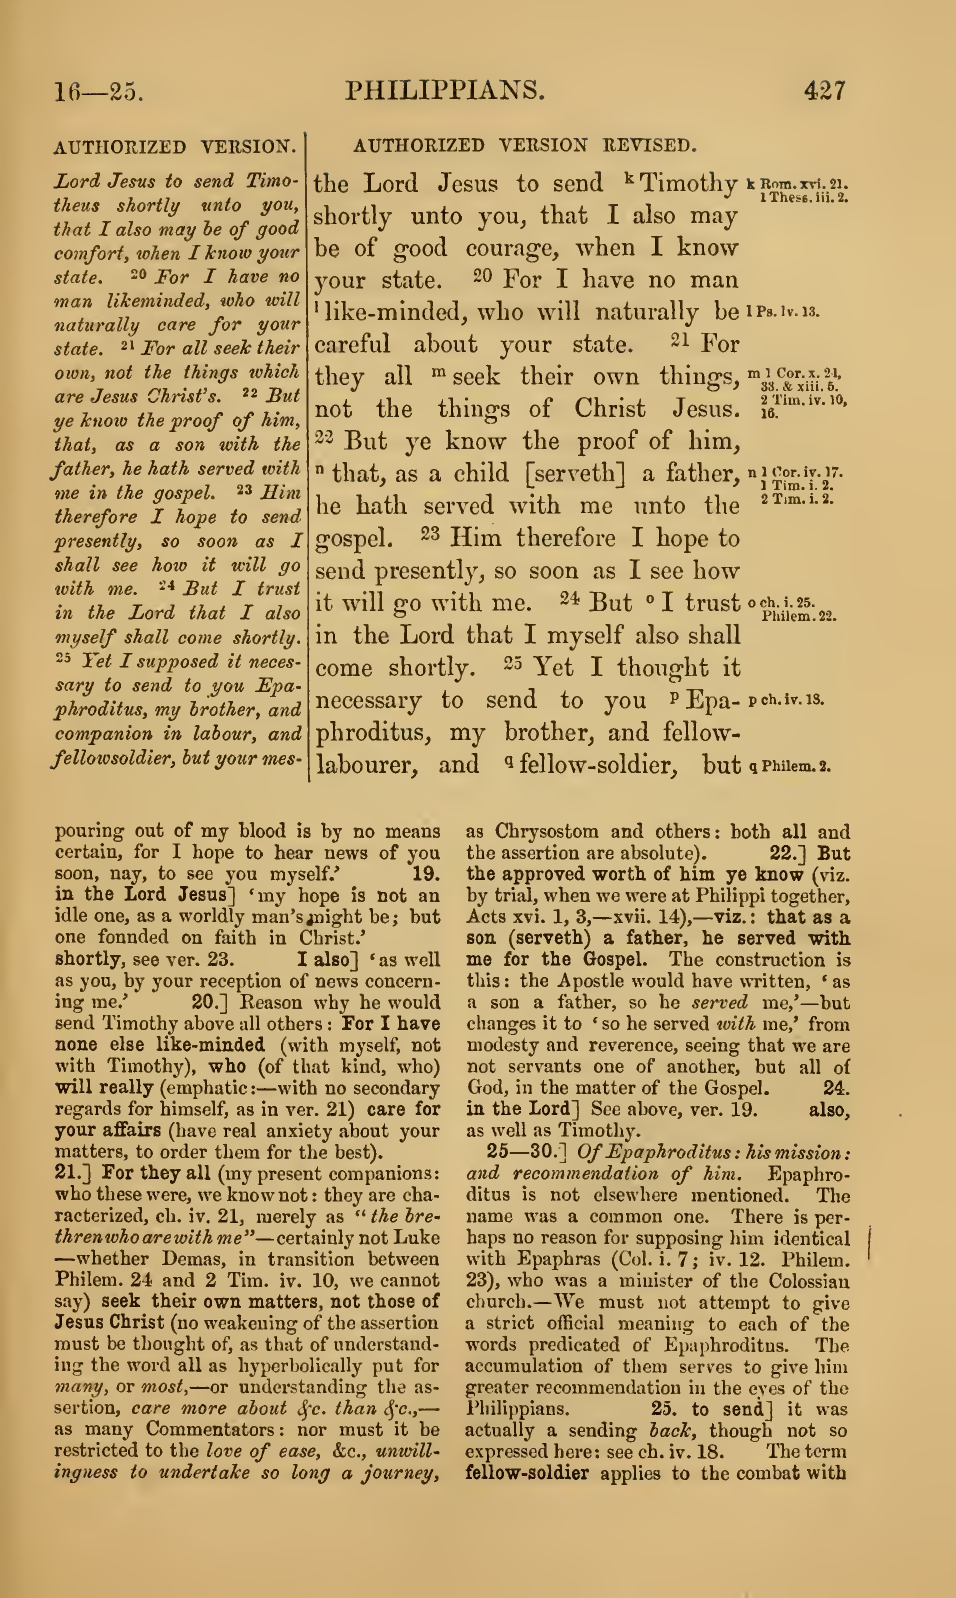 16—25.
PHILIPPIANS.
427
AUTHORIZED VERSION.
Lord Jesus to send Timo-
theus shortly unto you,
that I also may be of good
comfort, when I know your
state. 20 For I have no
man likeminded, who will
naturally care for your
state. 21 For all seek their
own, not the things which
are Jesus Christ's. 22 But
ye know the proof of him,
that, as a son with the
father, he hath served with
me in the gospel. 23 Him
therefore I hope to send
presently, so soon as I
shall see how it will go
with me. 24 But I trust
in the Lord that I also
myself shall come shortly.
25 Yet I supposed it neces-
sary to send to you Epa-
phroditus, my brother, and
companion in labour, and
fellowsoldier, but your mes-
AUTHORIZED VERSION REVISED.
the Lord Jesus to send k Timothy
shortly unto you, that I also may
be of good courage, when I know
your state. 20 For I have no man
l like-minded, who will naturally be
careful about your state. 21 For
they all m seek their own things,
not the things of Christ Jesus.
22 But ye know the proof of him,
n that, as a child [serveth] a father,
he hath served with me unto the
gospel. 23 Him therefore I hope to
send presently, so soon as I see how
it will go with me. 24 But o I trust
in the Lord that I myself also shall
come shortly. 25 Yet I thought it
necessary to send to you p Epa-
phroditus, my brother, and fellow-
labourer, and q fellow-soldier, but
k Rom. xvi. 21.
1 Thess. iii. 2.
l Ps. lv. 13.
m 1 Cor. x. 24,
33. & xiii. 5.
2 Tim. iv. 10,
16.
n 1 Cor. iv. 17.
1 Tim. i. 2.
2 Tim. i. 2.
o ch. i. 25.
Philem. 22.
p ch. iv. 18.
q Philem. 2.
pouring out of my blood is by no means
certain, for I hope to hear news of you
soon, nay, to see you myself.' 19.
in the Lord Jesus] 'my hope is not an
idle one, as a worldly man's might be; but
one fonnded on faith in Christ.'
shortly, see ver. 23. I also] 'as well
as you, by your reception of news concern-
ing me.' 20.] Reason why he would
send Timothy above all others: For I have
none else like-minded (with myself, not
with Timothy), who (of that kind, who)
will really (emphatic:—with no secondary
regards for himself, as in ver. 21) care for
your affairs (have real anxiety about your
matters, to order them for the best).
21.] For they all (my present companions:
who these were, we know not: they are cha-
racterized, ch. iv. 21, merely as "the bre-
thren who are with me"—certainly not Luke
—whether Demas, in transition between
Philem. 24 and 2 Tim. iv. 10, we cannot
say) seek their own matters, not those of
Jesus Christ (no weakening of the assertion
must be thought of, as that of understand-
ing the word all as hyperbolically put for
many, or most,—or understanding the as-
sertion, care more about &c. than &c.,—
as many Commentators: nor must it be
restricted to the love of ease, &c., unwill-
ingness to undertake so long a journey,
as Chrysostom and others: both all and
the assertion are absolute). 22.] But
the approved worth of him ye know (viz.
by trial, when we were at Philippi together,
Acts xvi. 1, 3,—xvii. 14),—viz.: that as a
son (serveth) a father, he served with
me for the Gospel. The construction is
this: the Apostle would have written, 'as
a son a father, so he served me,'—but
changes it to 'so he served with me,' from
modesty and reverence, seeing that we are
not servants one of another, but all of
God, in the matter of the Gospel. 24.
in the Lord] See above, ver. 19. also,
as well as Timothy.
25—30.] Of Epaphroditus: his mission:
and recommendation of him. Epaphro-
ditus is not elsewhere mentioned. The
name was a common one. There is per-
haps no reason for supposing him identical
with Epaphras (Col. i. 7; iv. 12. Philem.
23), who was a minister of the Colossian
church.—We must not attempt to give
a strict official meaning to each of the
words predicated of Epaphroditus. The
accumulation of them serves to give him
greater recommendation in the eyes of the
Philippians. 25. to send] it was
actually a sending back, though not so
expressed here: see ch. iv. 18. The term
fellow-soldier applies to the combat with